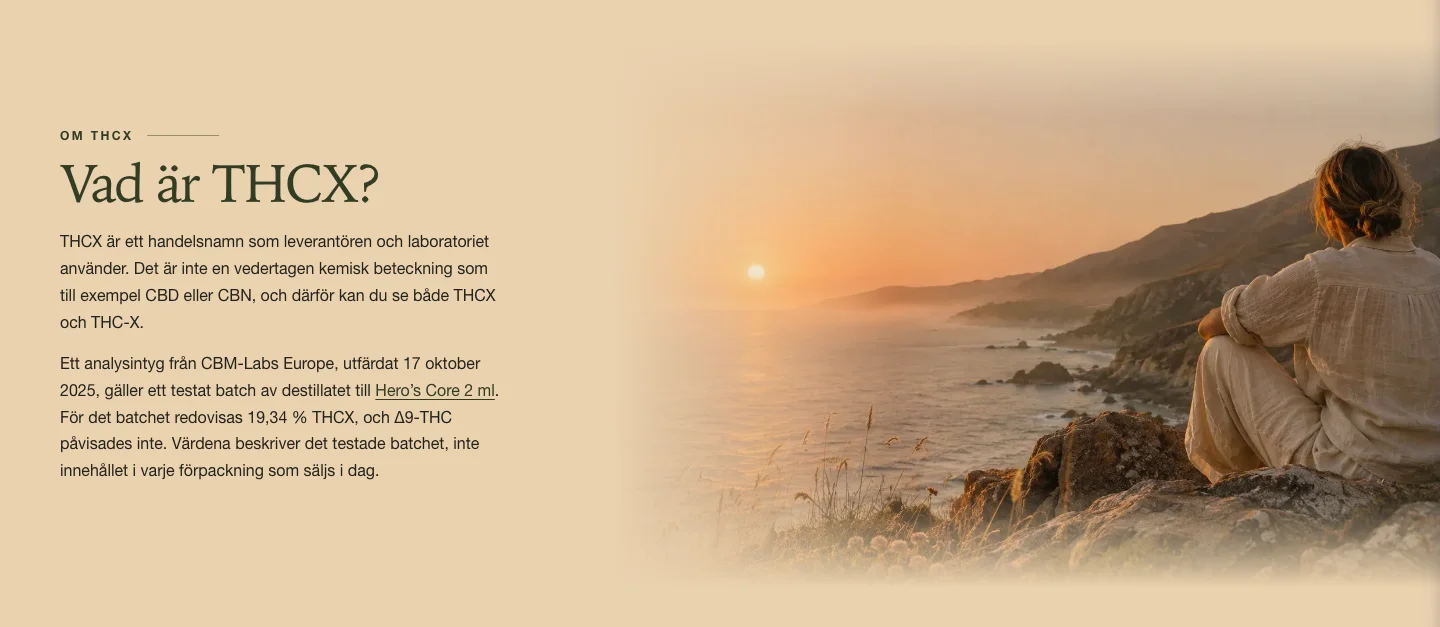 OM THCX
Vad är THCX?
THCX är ett handelsnamn som leverantören och laboratoriet
använder. Det är inte en vedertagen kemisk beteckning som
till exempel CBD eller CBN, och därför kan du se både THCX
och THC-X.
Ett analysintyg från CBM-Labs Europe, utfärdat 17 oktober
2025, gäller ett testat batch av destillatet till Hero’s Core 2 ml.
För det batchet redovisas 19,34 % THCX, och Δ9-THC
påvisades inte. Värdena beskriver det testade batchet, inte
innehållet i varje förpackning som säljs i dag.